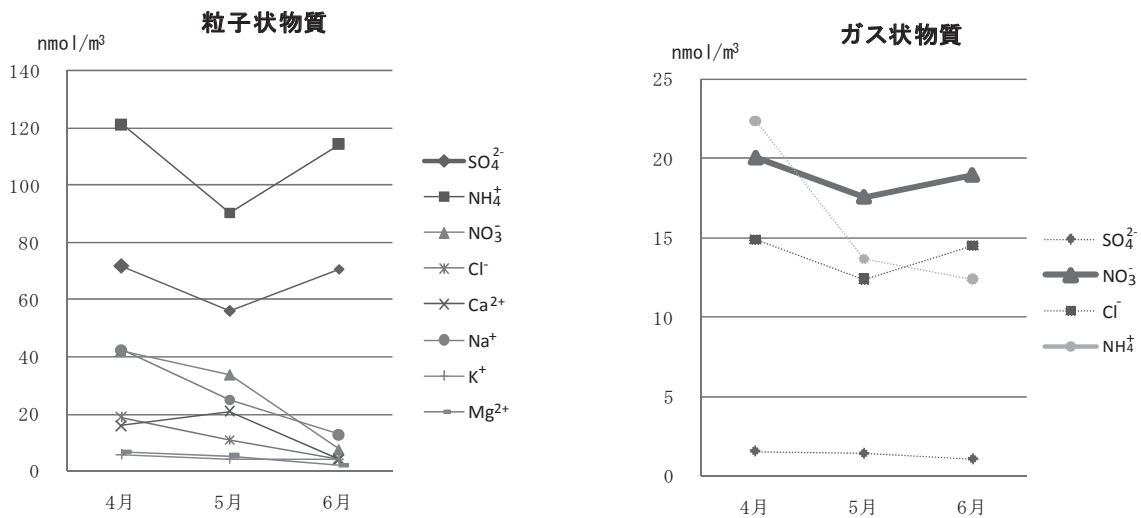 粒子状物質
nmol/m³
140
120
100
80
60
40
20
0
4月 5月 6月
SO₄²⁻
NH₄⁺
NO₃⁻
Cl⁻
Ca²⁺
Na⁺
K⁺
Mg²⁺
ガス状物質
nmol/m³
25
20
15
10
5
0
4月 5月 6月
SO₄²⁻
NO₃⁻
Cl⁻
NH₄⁺